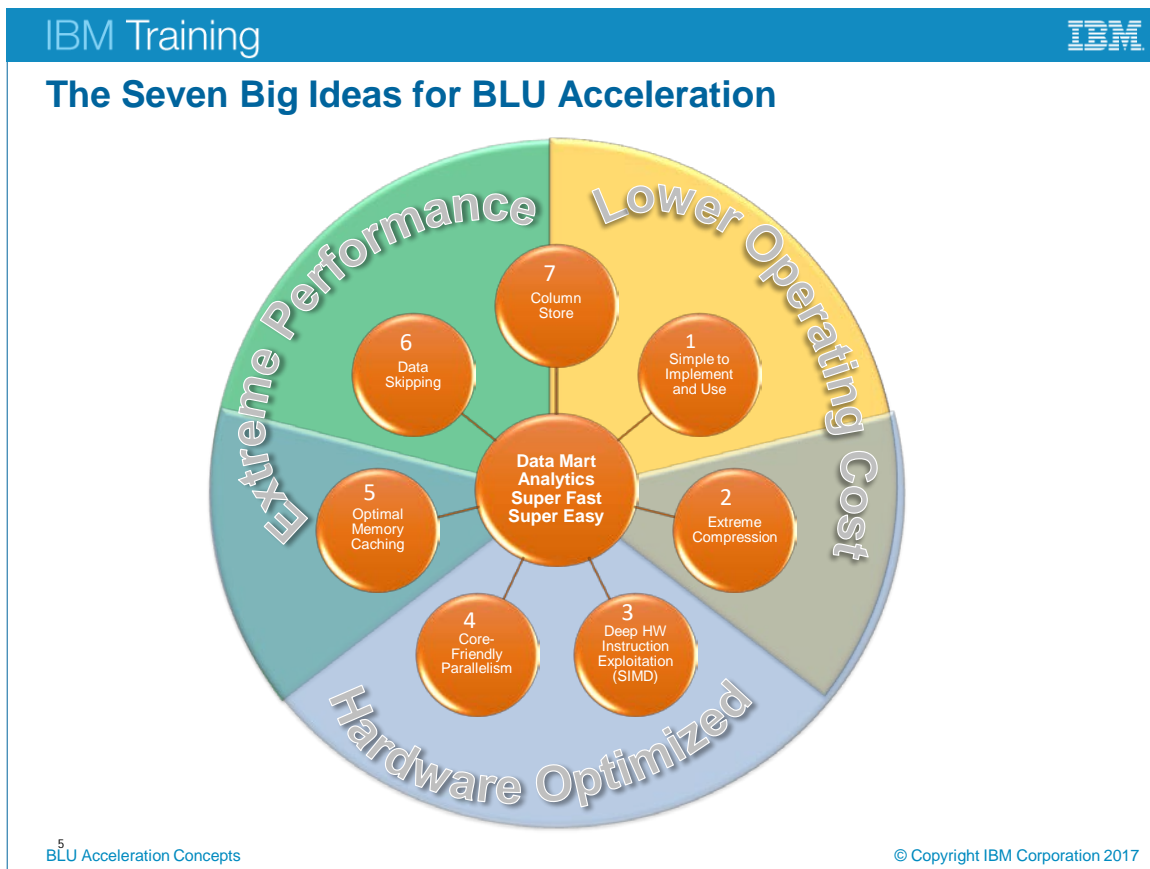 IBM Training
IBM
The Seven Big Ideas for BLU Acceleration
Extreme Performance
Lower Operating Cost
7
Column
Store
6
Data
Skipping
1
Simple to
Implement
and Use
Data Mart
Analytics
Super Fast
Super Easy
5
Optimal
Memory
Caching
2
Extreme
Compression
4
Core-
Friendly
Parallelism
3
Deep HW
Instruction
Exploitation
(SIMD)
Hardware Optimized
5
BLU Acceleration Concepts
© Copyright IBM Corporation 2017